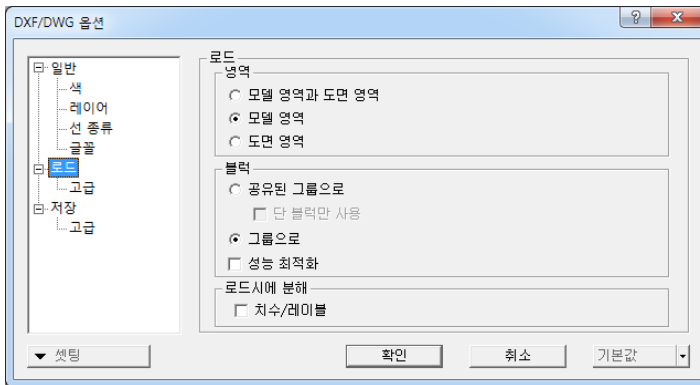 DXF/DWG 옵션
일반
색
레이어
선 종류
글꼴
로드
고급
저장
고급
로드
영역
모델 영역과 도면 영역
모델 영역
도면 영역
블럭
공유된 그룹으로
단 블럭만 사용
그룹으로
성능 최적화
로드시에 분해
치수/레이블
셋팅
확인
취소
기본값